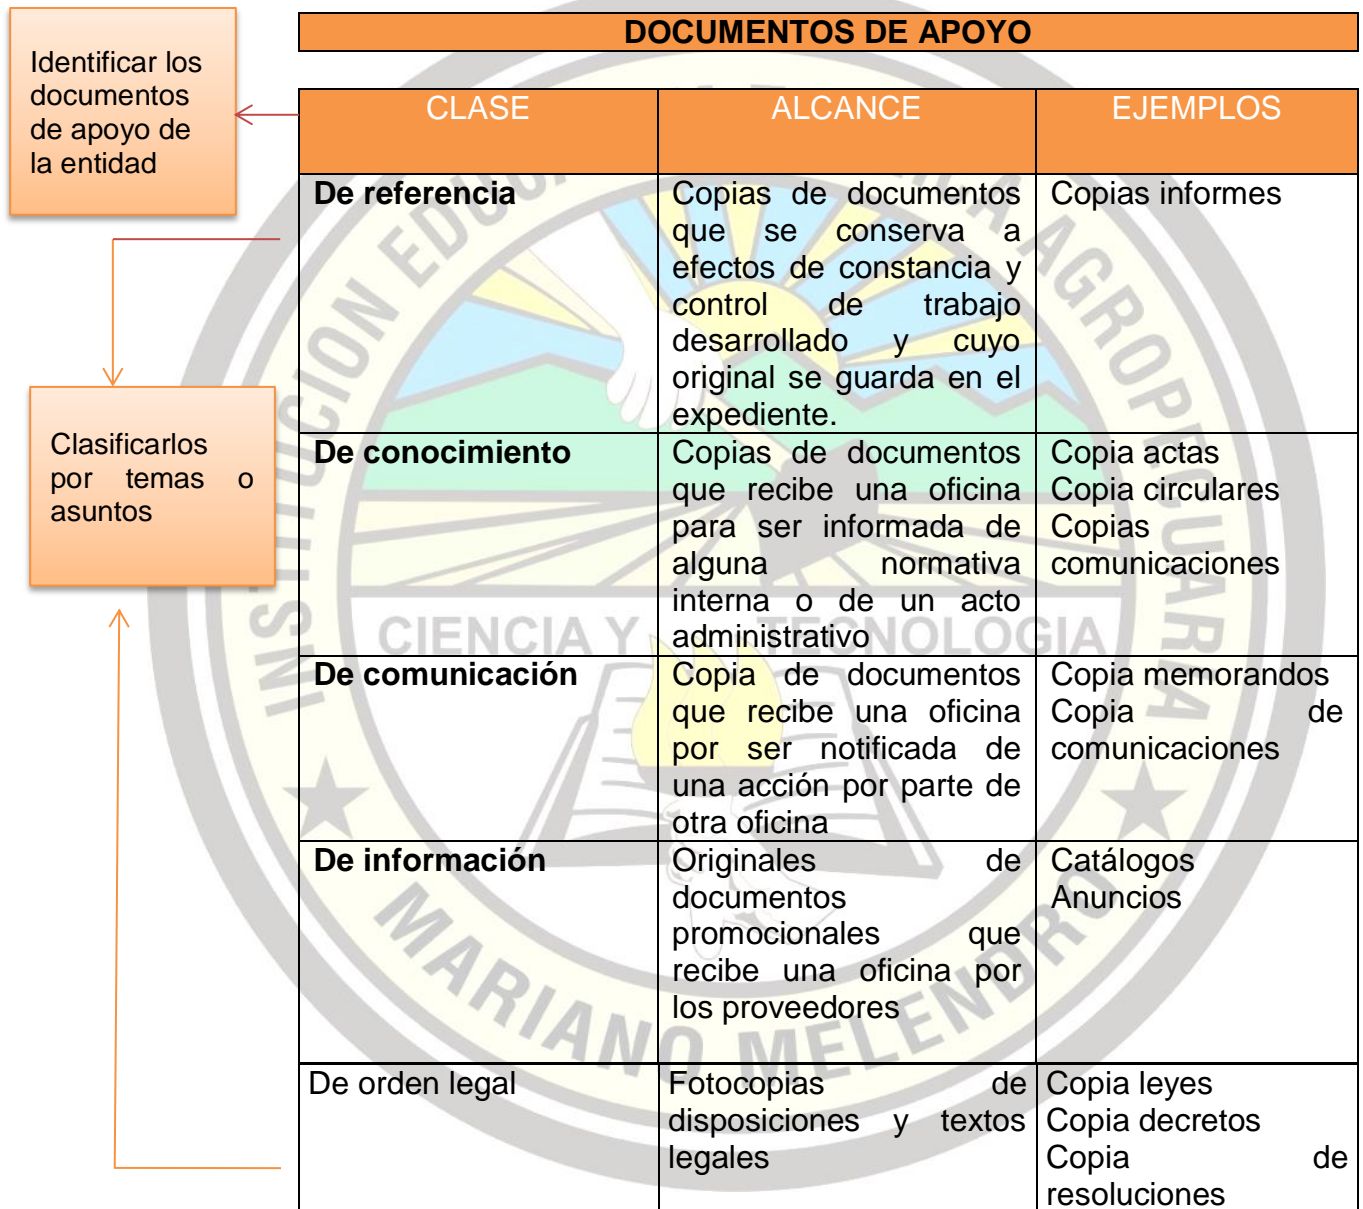 DOCUMENTOS DE APOYO
Identificar los
documentos
de apoyo de
la entidad
Clasificarlos
por temas o
asuntos
CLASE
ALCANCE
EJEMPLOS
De referencia
Copias de documentos
que se conserva a
efectos de constancia y
control de trabajo
desarrollado y cuyo
original se guarda en el
expediente.
Copias informes
De conocimiento
Copias de documentos
que recibe una oficina
para ser informada de
alguna normativa
interna o de un acto
administrativo
Copia actas
Copia circulares
Copias
comunicaciones
De comunicación
Copia de documentos
que recibe una oficina
por ser notificada de
una acción por parte de
otra oficina
Copia memorandos
Copia de
comunicaciones
De información
Originales de
documentos
promocionales que
recibe una oficina por
los proveedores
Catálogos
Anuncios
De orden legal
Fotocopias de
disposiciones y textos
legales
Copia leyes
Copia decretos
Copia de
resoluciones
CIENCIA Y TECNOLOGIA
MARIANO MELENDRO